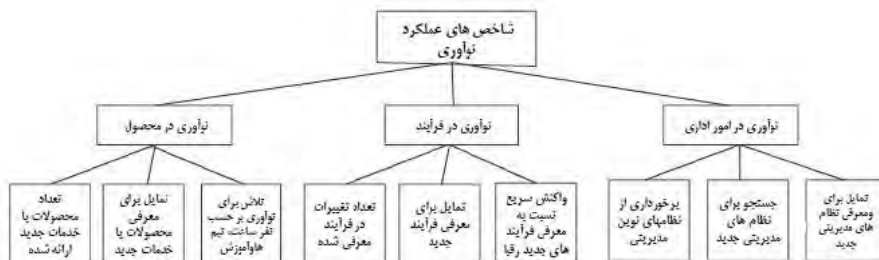 شاخص های عملکرد
نوآوری
نوآوری در امور اداری
نوآوری در فرآیند
نوآوری در محصول
تمایل برای
ومعرفی نظام
های مدیریتی
جدید
جستجو برای
نظام های
مدیریتی جدید
برخورداری از
نظامهای نوین
مدیریتی
واکنش سریع
نسبت به
معرفی فرآیند
های جدید رقبا
تمایل برای
معرفی فرآیند
جدید
تعداد تغییرات
در فرآیند
معرفی شده
تلاش برای
نوآوری بر حسب
نفر ساعت، تیم
هاوآموزش
تمایل برای
معرفی
محصولات یا
خدمات جدید
تعداد
محصولات یا
خدمات جدید
ارائه شده